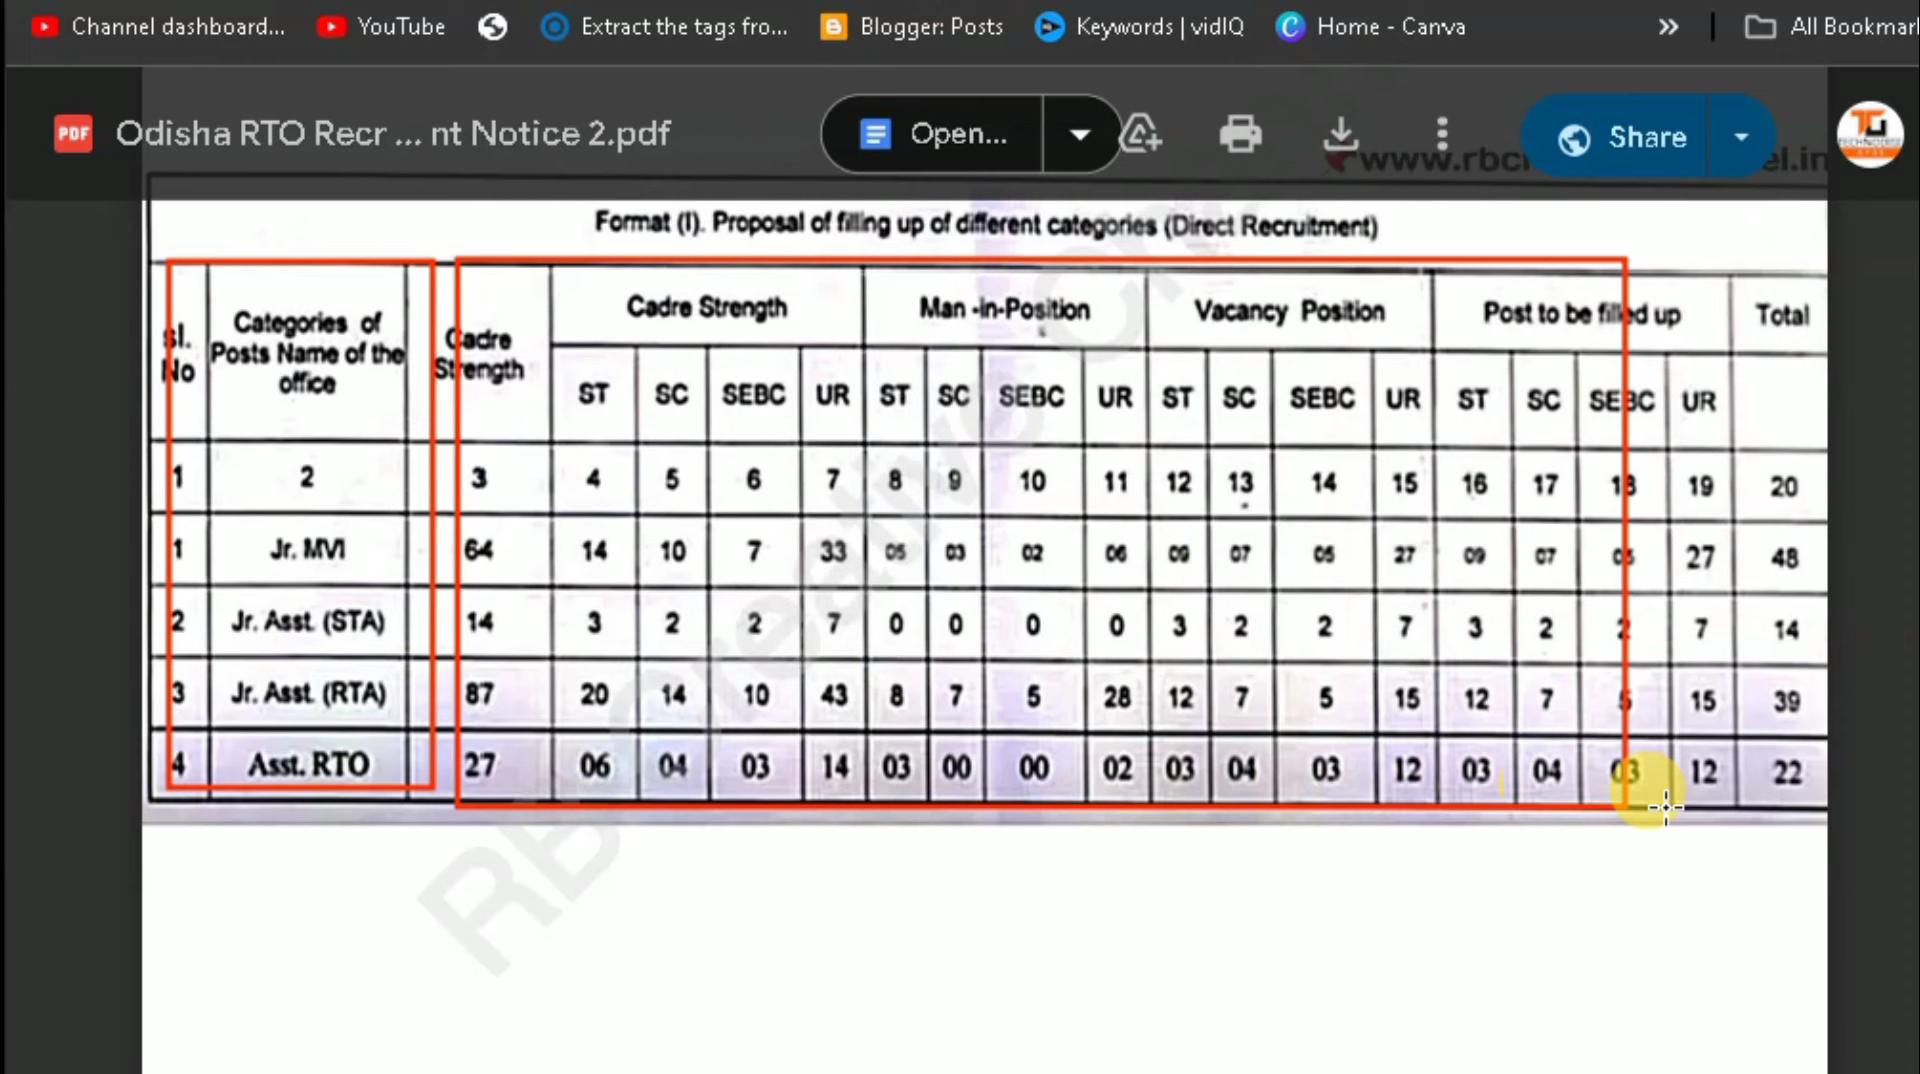 Channel dashboard... YouTube Extract the tags fro... Blogger: Posts Keywords | vidIQ Home - Canva » All Bookmar
PDF Odisha RTO Recr ... nt Notice 2.pdf Open... Share
www.rbc el.in
Format (I). Proposal of filling up of different categories (Direct Recruitment)
sl. No Categories of Posts Name of the office Cadre Strength Cadre Strength Man -in-Position Vacancy Position Post to be filled up Total
ST SC SEBC UR ST SC SEBC UR ST SC SEBC UR ST SC SEBC UR
1 2 3 4 5 6 7 8 9 10 11 12 13 14 15 16 17 18 19 20
1 Jr. MVI 64 14 10 7 33 05 03 02 06 09 07 05 27 09 07 05 27 48
2 Jr. Asst. (STA) 14 3 2 2 7 0 0 0 0 3 2 2 7 3 2 2 7 14
3 Jr. Asst. (RTA) 87 20 14 10 43 8 7 5 28 12 7 5 15 12 7 5 15 39
4 Asst. RTO 27 06 04 03 14 03 00 00 02 03 04 03 12 03 04 03 12 22
RBCreative